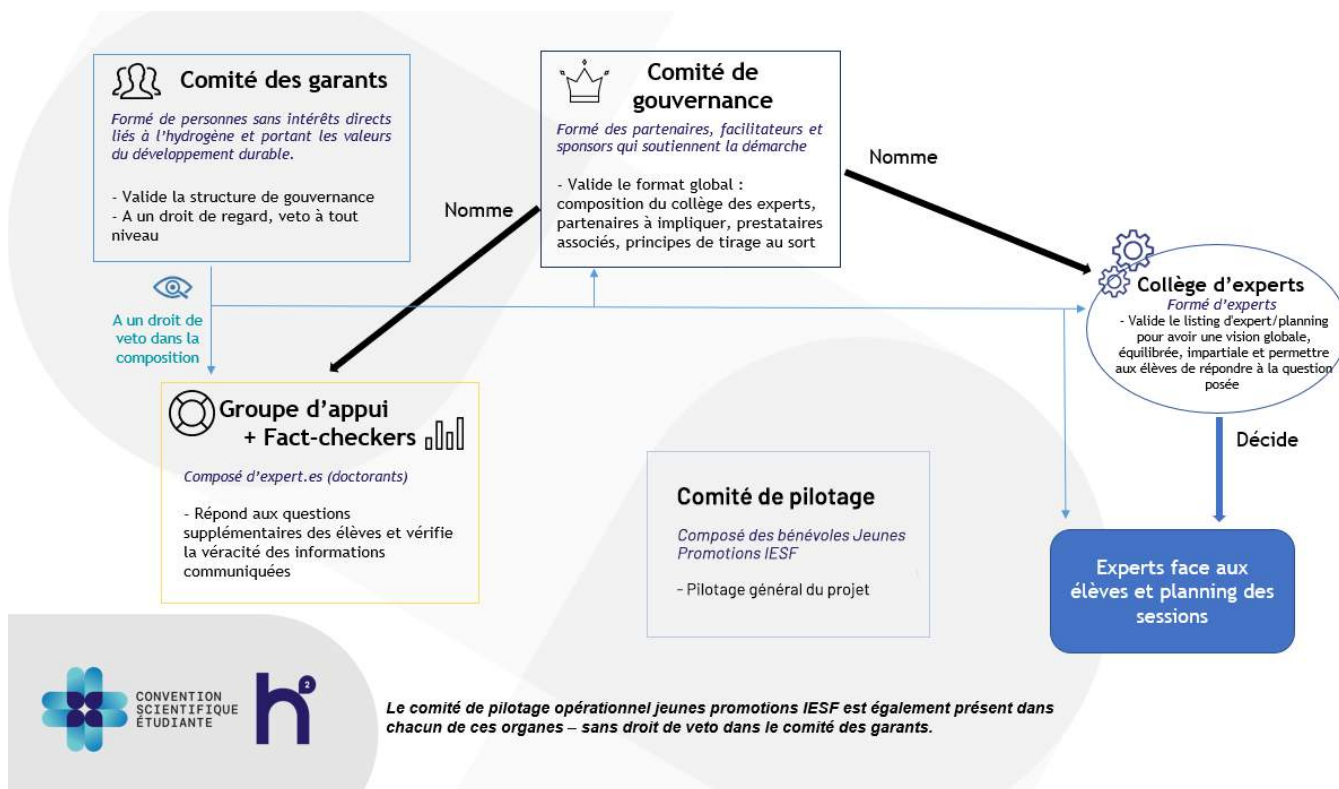 Comité des garants
Formé de personnes sans intérêts directs
liés à l’hydrogène et portant les valeurs
du développement durable.
- Valide la structure de gouvernance
- A un droit de regard, veto à tout
niveau
Comité de
gouvernance
Formé des partenaires, facilitateurs et
sponsors qui soutiennent la démarche
- Valide le format global :
composition du collège des experts,
partenaires à impliquer, prestataires
associés, principes de tirage au sort
Nomme
Nomme
A un droit de
veto dans la
composition
Collège d’experts
Formé d’experts
- Valide le listing d'expert/planning
pour avoir une vision globale,
équilibrée, impartiale et permettre
aux élèves de répondre à la question
posée
Groupe d’appui
+ Fact-checkers
Composé d’expert.es (doctorants)
- Répond aux questions
supplémentaires des élèves et vérifie
la véracité des informations
communiquées
Comité de pilotage
Composé des bénévoles Jeunes
Promotions IESF
- Pilotage général du projet
Décide
Experts face aux
élèves et planning des
sessions
CONVENTION
SCIENTIFIQUE
ÉTUDIANTE
h²
Le comité de pilotage opérationnel jeunes promotions IESF est également présent dans
chacun de ces organes – sans droit de veto dans le comité des garants.